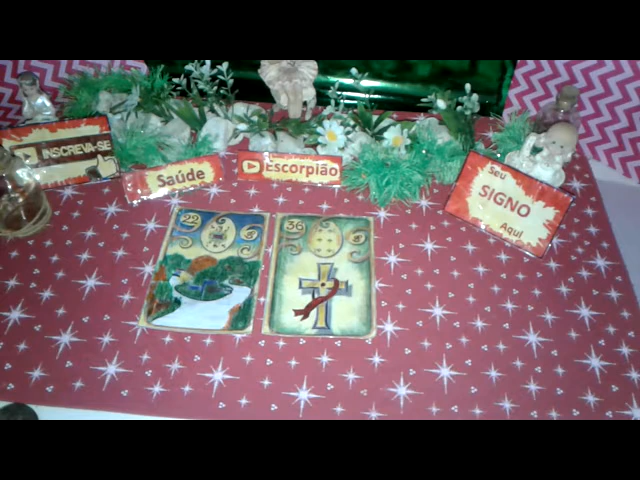 INSCREVA-SE
Saúde
Escorpião
Seu
SIGNO
Aqui
22
36